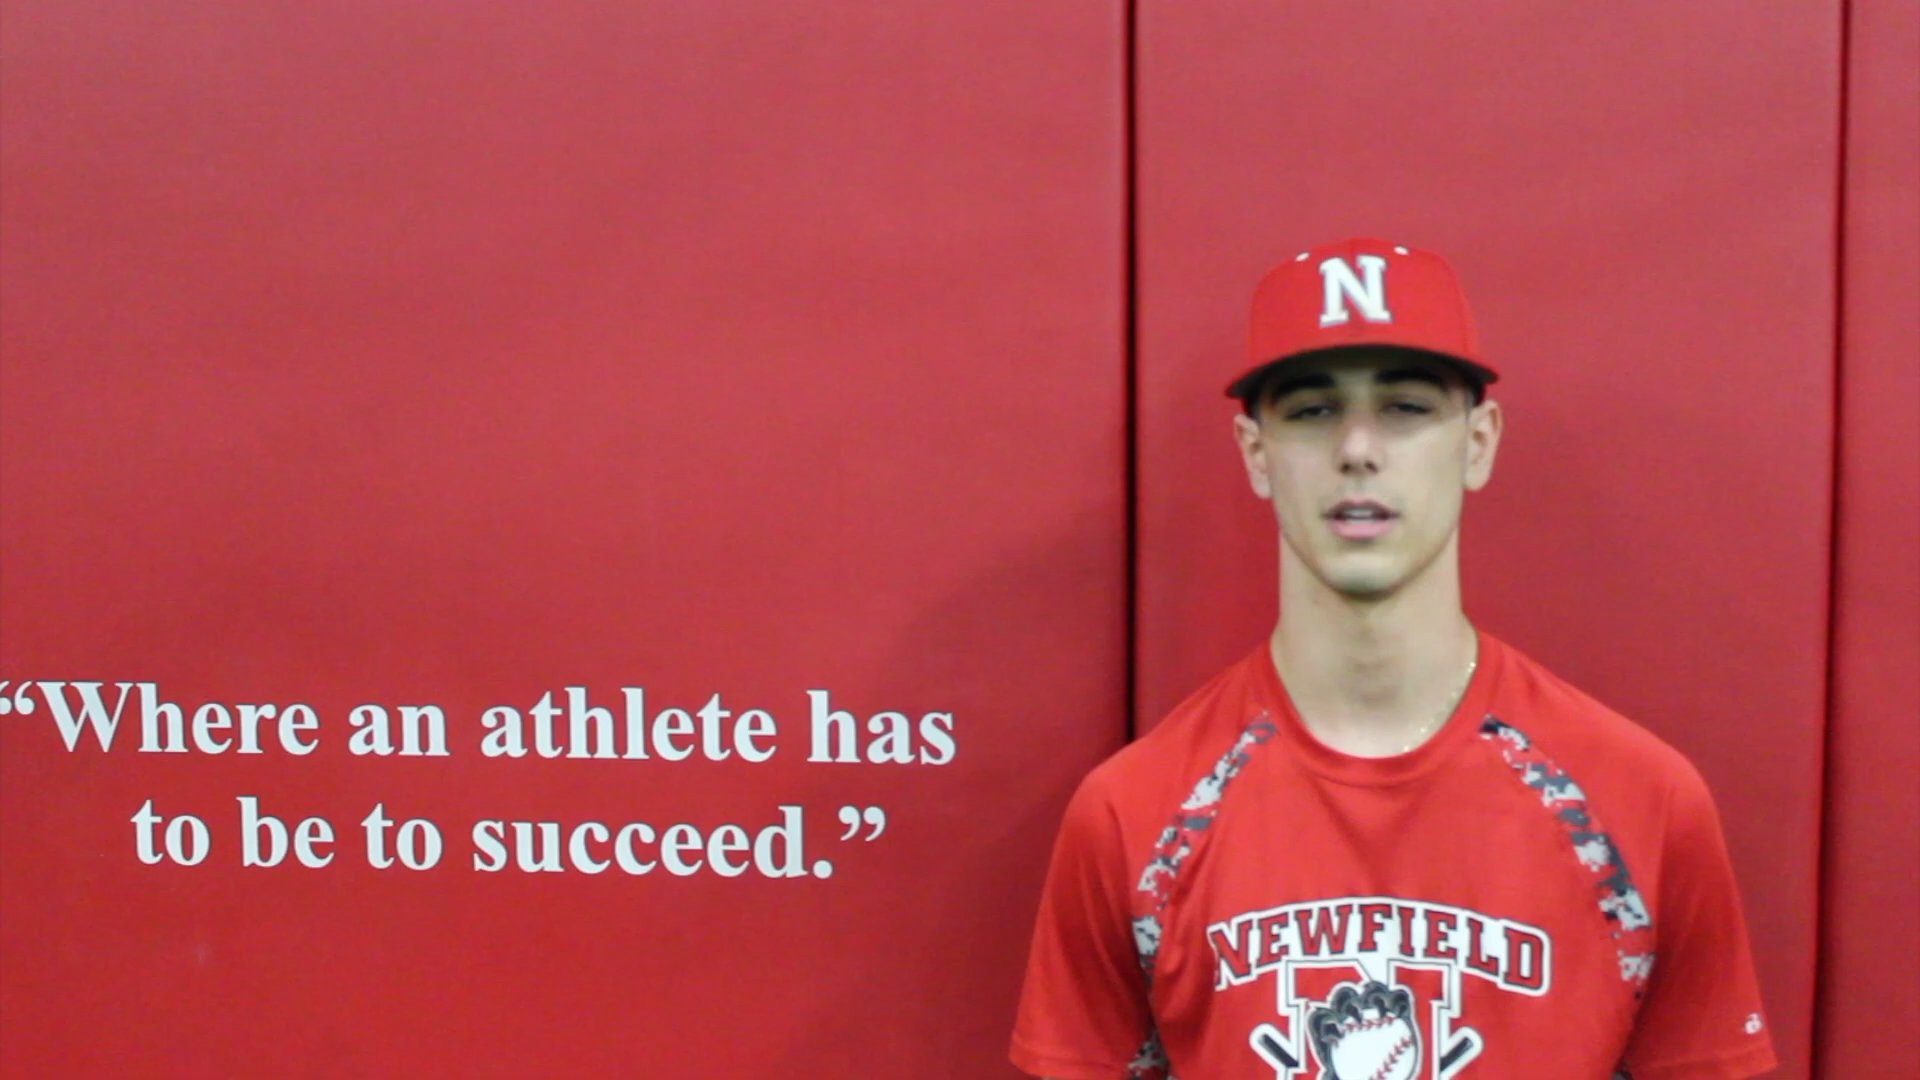 N
“Where an athlete has
to be to succeed.”
NEWFIELD
N